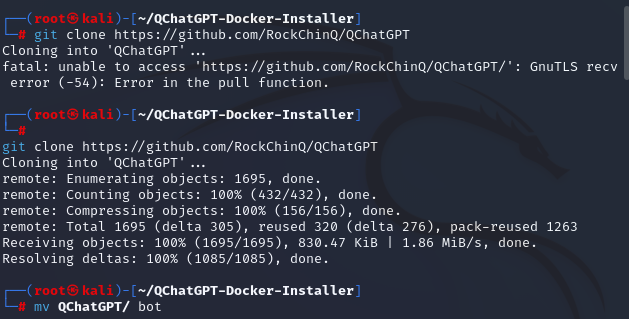 ┌──(root㉿kali)-[~/QChatGPT-Docker-Installer]
└─# git clone https://github.com/RockChinQ/QChatGPT
Cloning into 'QChatGPT'...
fatal: unable to access 'https://github.com/RockChinQ/QChatGPT/': GnuTLS recv
 error (-54): Error in the pull function.
┌──(root㉿kali)-[~/QChatGPT-Docker-Installer]
└─#
git clone https://github.com/RockChinQ/QChatGPT
Cloning into 'QChatGPT'...
remote: Enumerating objects: 1695, done.
remote: Counting objects: 100% (432/432), done.
remote: Compressing objects: 100% (156/156), done.
remote: Total 1695 (delta 305), reused 320 (delta 276), pack-reused 1263
Receiving objects: 100% (1695/1695), 830.47 KiB | 1.86 MiB/s, done.
Resolving deltas: 100% (1085/1085), done.
┌──(root㉿kali)-[~/QChatGPT-Docker-Installer]
└─# mv QChatGPT/ bot